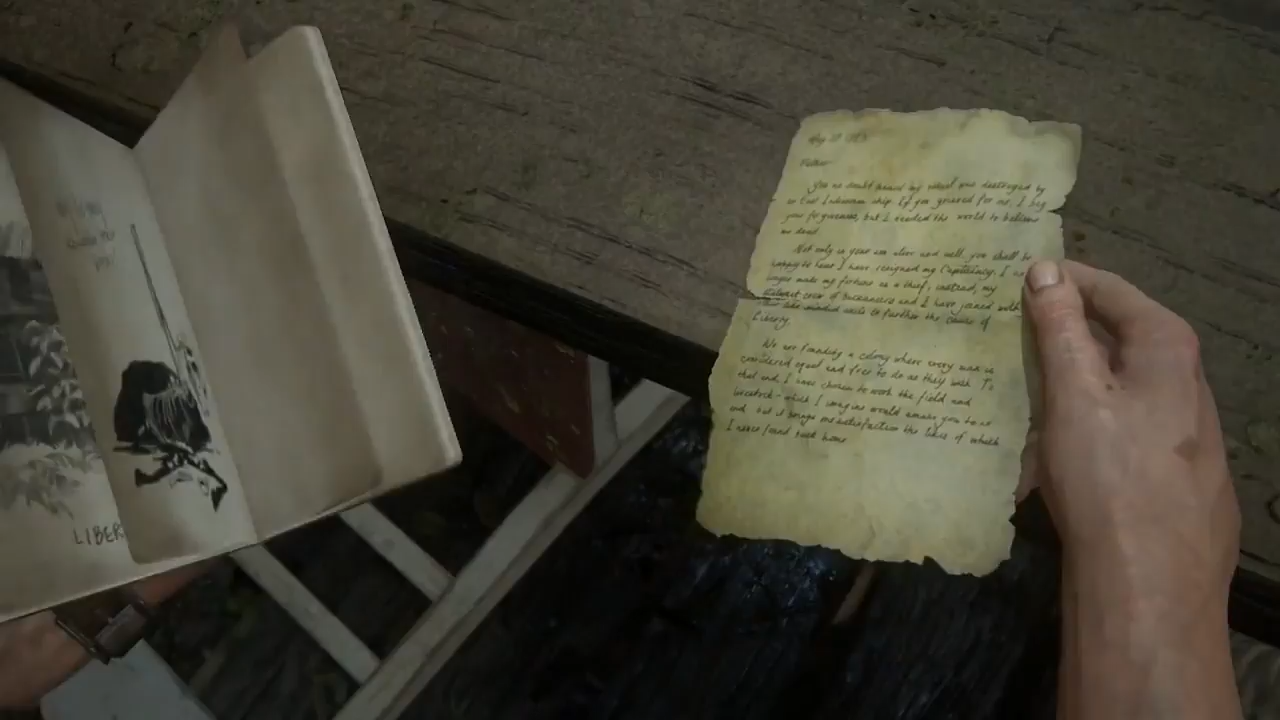 LIBER
Father
You no doubt heard my vessel was destroyed by
an East Indiaman ship. If you grieved for me, I beg
your forgiveness, but I needed the world to believe
me dead.
Not only is your son alive and well, you shall be
happy to hear I have resigned my Captaincy. I no
longer make my fortune as a thief; instead, my
crew of buccaneers and I have joined with
like minded souls to further the cause of
Liberty.
We are founding a colony where every man is
considered equal and free to do as they wish. To
that end, I have chosen to work the field and
livestock - which I imagine would amuse you to no
end, but it brings me satisfaction the likes of which
I never found back home.